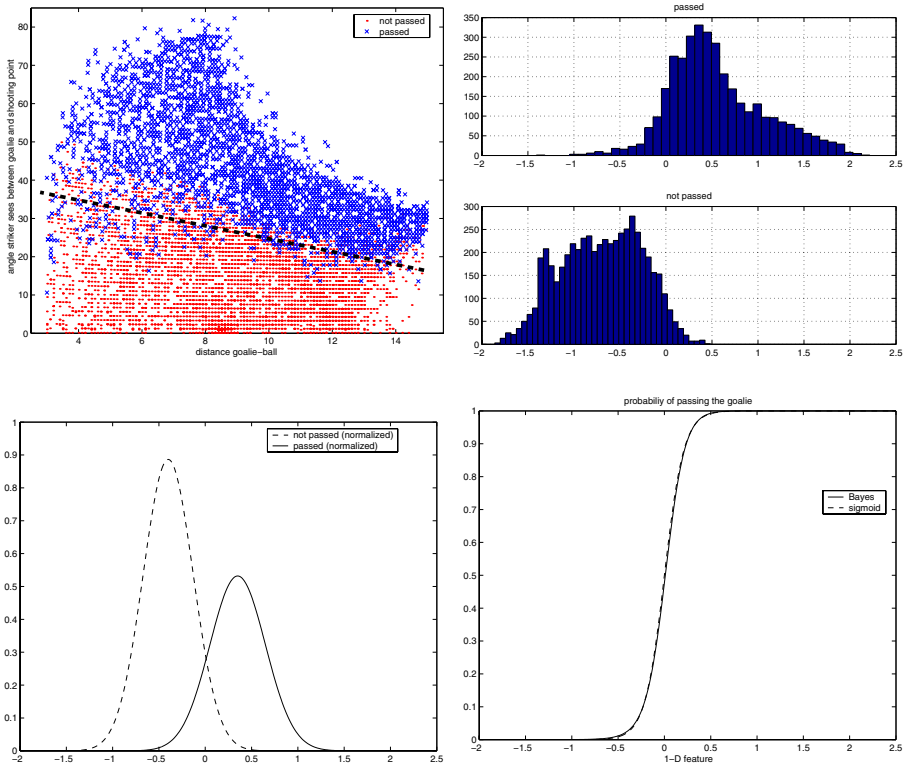 80
70
60
50
40
30
20
10
0
angle striker sees between goalie and shooting point
not passed
passed
4 6 8 10 12 14
distance goalie−ball
passed
350
300
250
200
150
100
50
0
−2 −1.5 −1 −0.5 0 0.5 1 1.5 2 2.5
not passed
300
250
200
150
100
50
0
−2 −1.5 −1 −0.5 0 0.5 1 1.5 2 2.5
1
0.9
0.8
0.7
0.6
0.5
0.4
0.3
0.2
0.1
0
not passed (normalized)
passed (normalized)
−2 −1.5 −1 −0.5 0 0.5 1 1.5 2 2.5
probabiliy of passing the goalie
1
0.9
0.8
0.7
0.6
0.5
0.4
0.3
0.2
0.1
0
Bayes
sigmoid
−2 −1.5 −1 −0.5 0 0.5 1 1.5 2 2.5
1−D feature